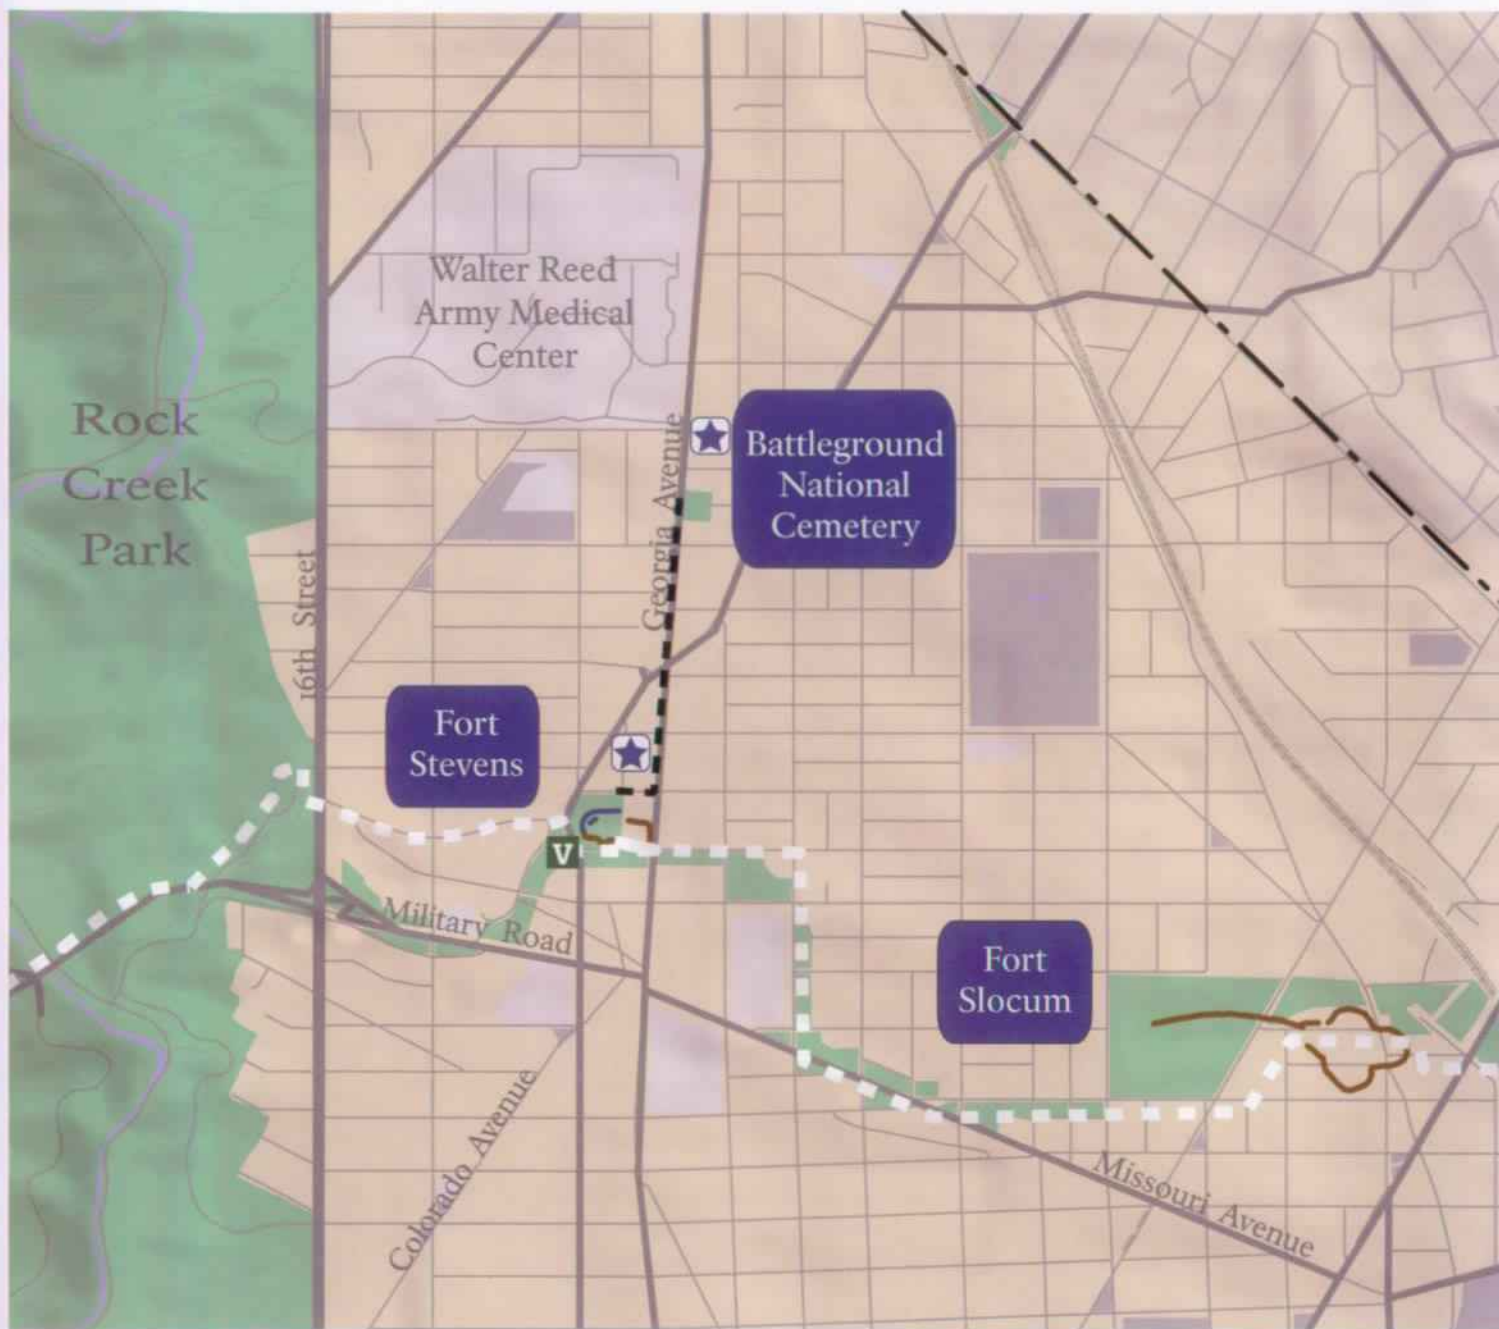 Walter Reed
Army Medical
Center
Rock
Creek
Park
Georgia Avenue
Battleground
National
Cemetery
16th Street
Fort
Stevens
V
Military Road
Fort
Slocum
Colorado Avenue
Missouri Avenue